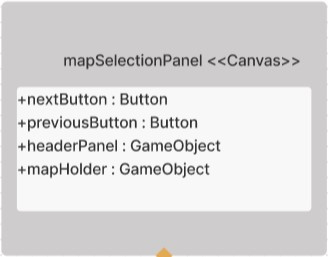 mapSelectionPanel <<Canvas>>
+nextButton : Button
+previousButton : Button
+headerPanel : GameObject
+mapHolder : GameObject